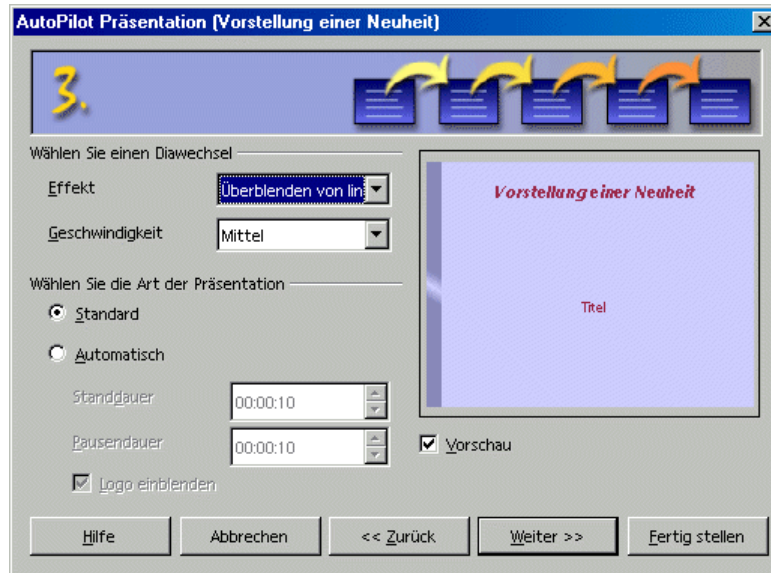 AutoPilot Präsentation (Vorstellung einer Neuheit)
3.
Wählen Sie einen Diawechsel
Effekt
Überblenden von lin
Geschwindigkeit
Mittel
Wählen Sie die Art der Präsentation
Standard
Automatisch
Standdauer
00:00:10
Pausendauer
00:00:10
Logo einblenden
Vorstellung einer Neuheit
Titel
Vorschau
Hilfe
Abbrechen
<< Zurück
Weiter >>
Fertig stellen